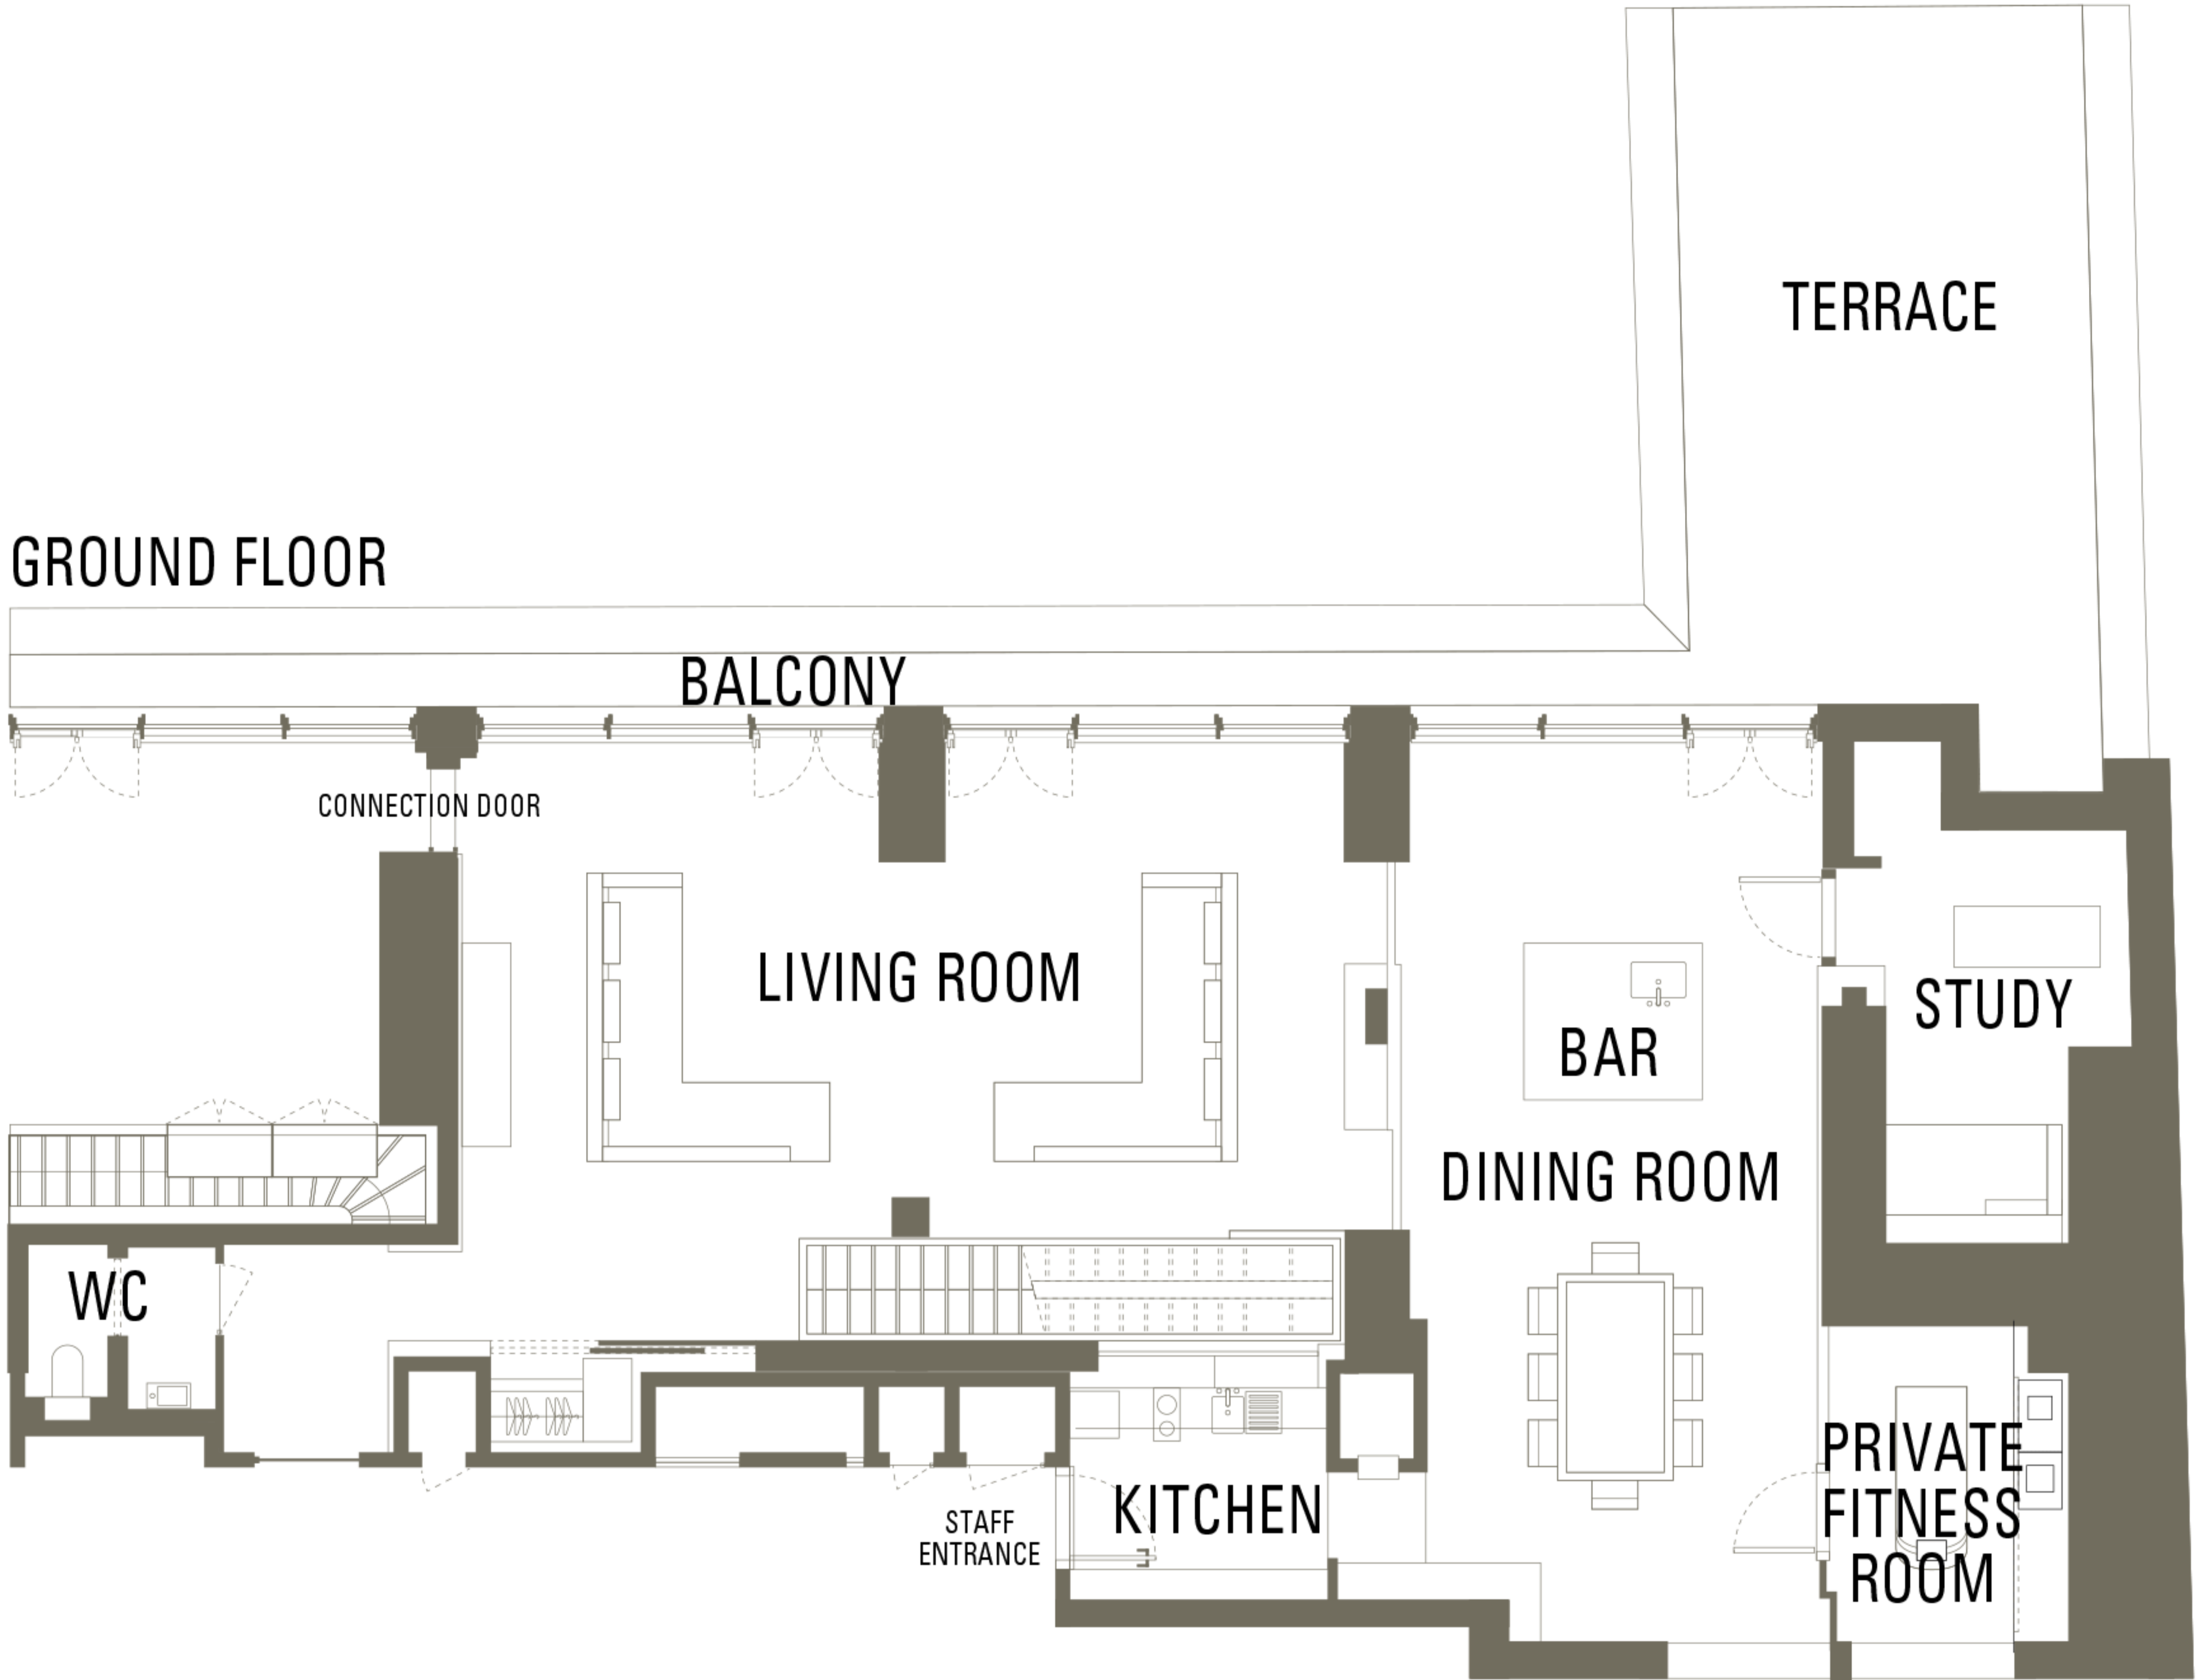 TERRACE
GROUND FLOOR
BALCONY
CONNECTION DOOR
LIVING ROOM
STUDY
BAR
DINING ROOM
WC
PRIVATE
FITNESS
ROOM
KITCHEN
STAFF
ENTRANCE